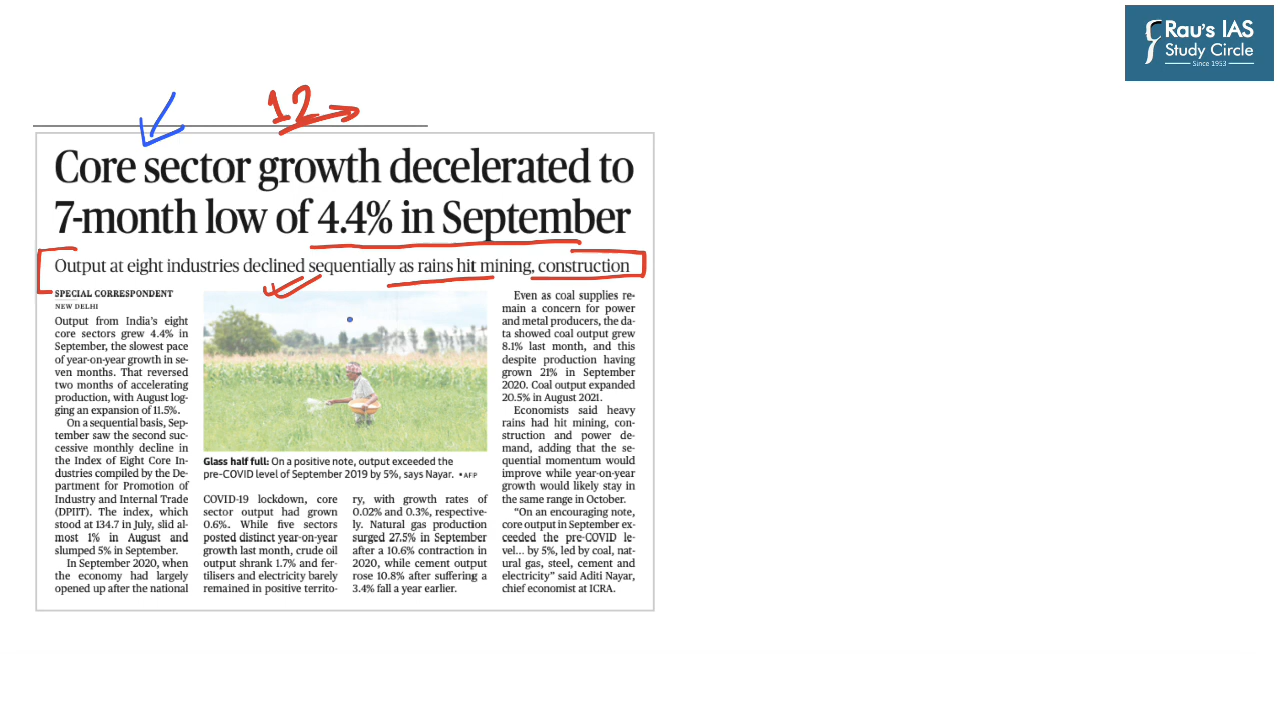 Rau's IAS
Study Circle
Since 1953
12
Core sector growth decelerated to
7-month low of 4.4% in September
Output at eight industries declined sequentially as rains hit mining, construction
SPECIAL CORRESPONDENT
NEW DELHI
Output from India's eight
core sectors grew 4.4% in
September, the slowest pace
of year-on-year growth in se-
ven months. That reversed
two months of accelerating
production, with August log-
ging an expansion of 11.5%.
On a sequential basis, Sep-
tember saw the second suc-
cessive monthly decline in
the Index of Eight Core In-
dustries compiled by the De-
partment for Promotion of
Industry and Internal Trade
(DPIIT). The index, which
stood at 134.7 in July, slid al-
most 1% in August and
slumped 5% in September.
In September 2020, when
the economy had largely
opened up after the national
Glass half full: On a positive note, output exceeded the
pre-COVID level of September 2019 by 5%, says Nayar. • AFP
COVID-19 lockdown, core
sector output had grown
0.6%. While five sectors
posted distinct year-on-year
growth last month, crude oil
output shrank 1.7% and fer-
tilisers and electricity barely
remained in positive territo-
ry, with growth rates of
0.02% and 0.3%, respective-
ly. Natural gas production
surged 27.5% in September
after a 10.6% contraction in
2020, while cement output
rose 10.8% after suffering a
3.4% fall a year earlier.
Even as coal supplies re-
main a concern for power
and metal producers, the da-
ta showed coal output grew
8.1% last month, and this
despite production having
grown 21% in September
2020. Coal output expanded
20.5% in August 2021.
Economists said heavy
rains had hit mining, con-
struction and power de-
mand, adding that the se-
quential momentum would
improve while year-on-year
growth would likely stay in
the same range in October.
"On an encouraging note,
core output in September ex-
ceeded the pre-COVID le-
vel... by 5%, led by coal, nat-
ural gas, steel, cement and
electricity" said Aditi Nayar,
chief economist at ICRA.